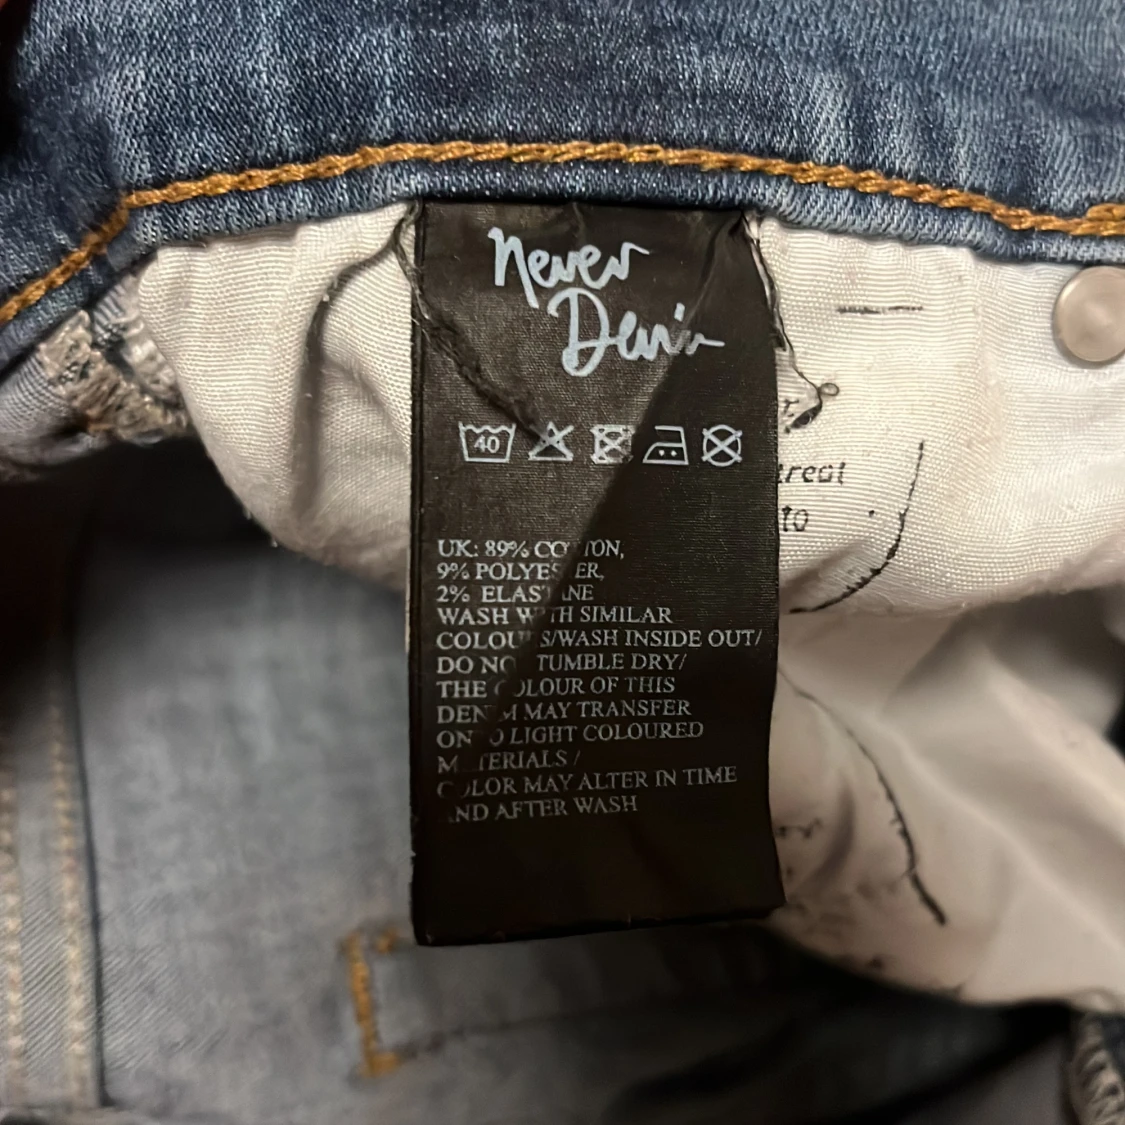 Never
Denim
40
UK: 89% COTTON,
9% POLYESTER,
2% ELASTANE
WASH WITH SIMILAR
COLOURS/WASH INSIDE OUT/
DO NOT TUMBLE DRY/
THE COLOUR OF THIS
DENIM MAY TRANSFER
ONTO LIGHT COLOURED
MATERIALS /
COLOR MAY ALTER IN TIME
AND AFTER WASH
to